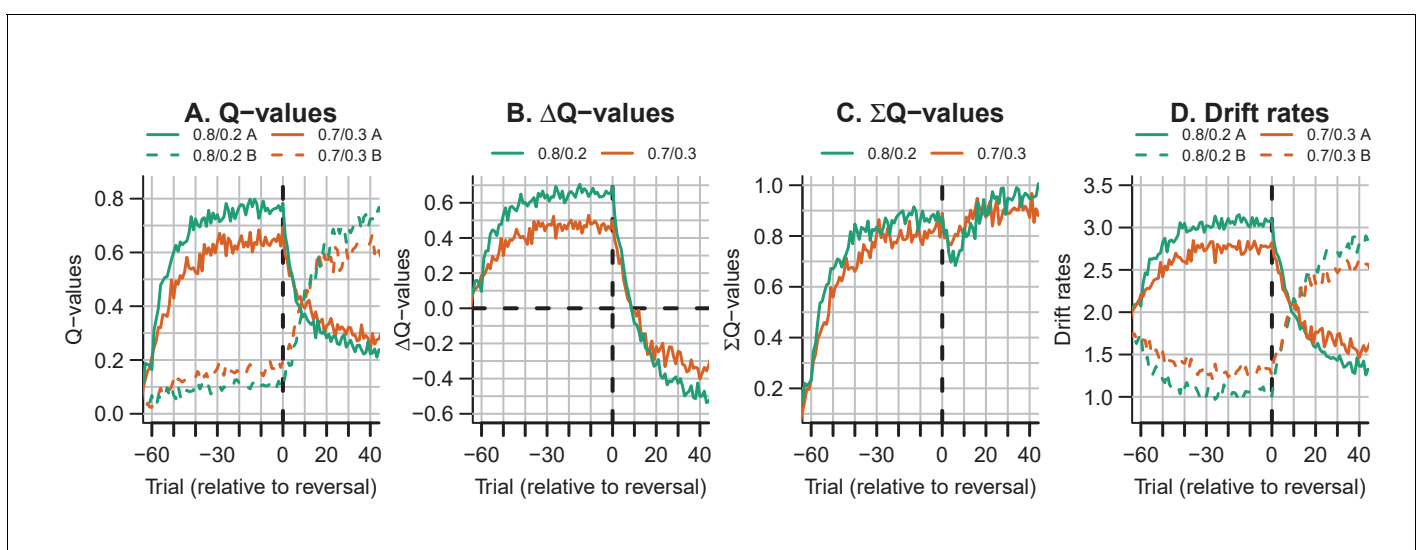 A. Q−values
0.8/0.2 A
0.7/0.3 A
0.8/0.2 B
0.7/0.3 B
Q−values
0.8
0.6
0.4
0.2
0.0
−60
−30
0
20
40
Trial (relative to reversal)
B. ΔQ−values
0.8/0.2
0.7/0.3
ΔQ−values
0.6
0.4
0.2
0.0
−0.2
−0.4
−0.6
−60
−30
0
20
40
Trial (relative to reversal)
C. ΣQ−values
0.8/0.2
0.7/0.3
ΣQ−values
1.0
0.8
0.6
0.4
0.2
−60
−30
0
20
40
Trial (relative to reversal)
D. Drift rates
0.8/0.2 A
0.7/0.3 A
0.8/0.2 B
0.7/0.3 B
Drift rates
3.5
3.0
2.5
2.0
1.5
1.0
−60
−30
0
20
40
Trial (relative to reversal)